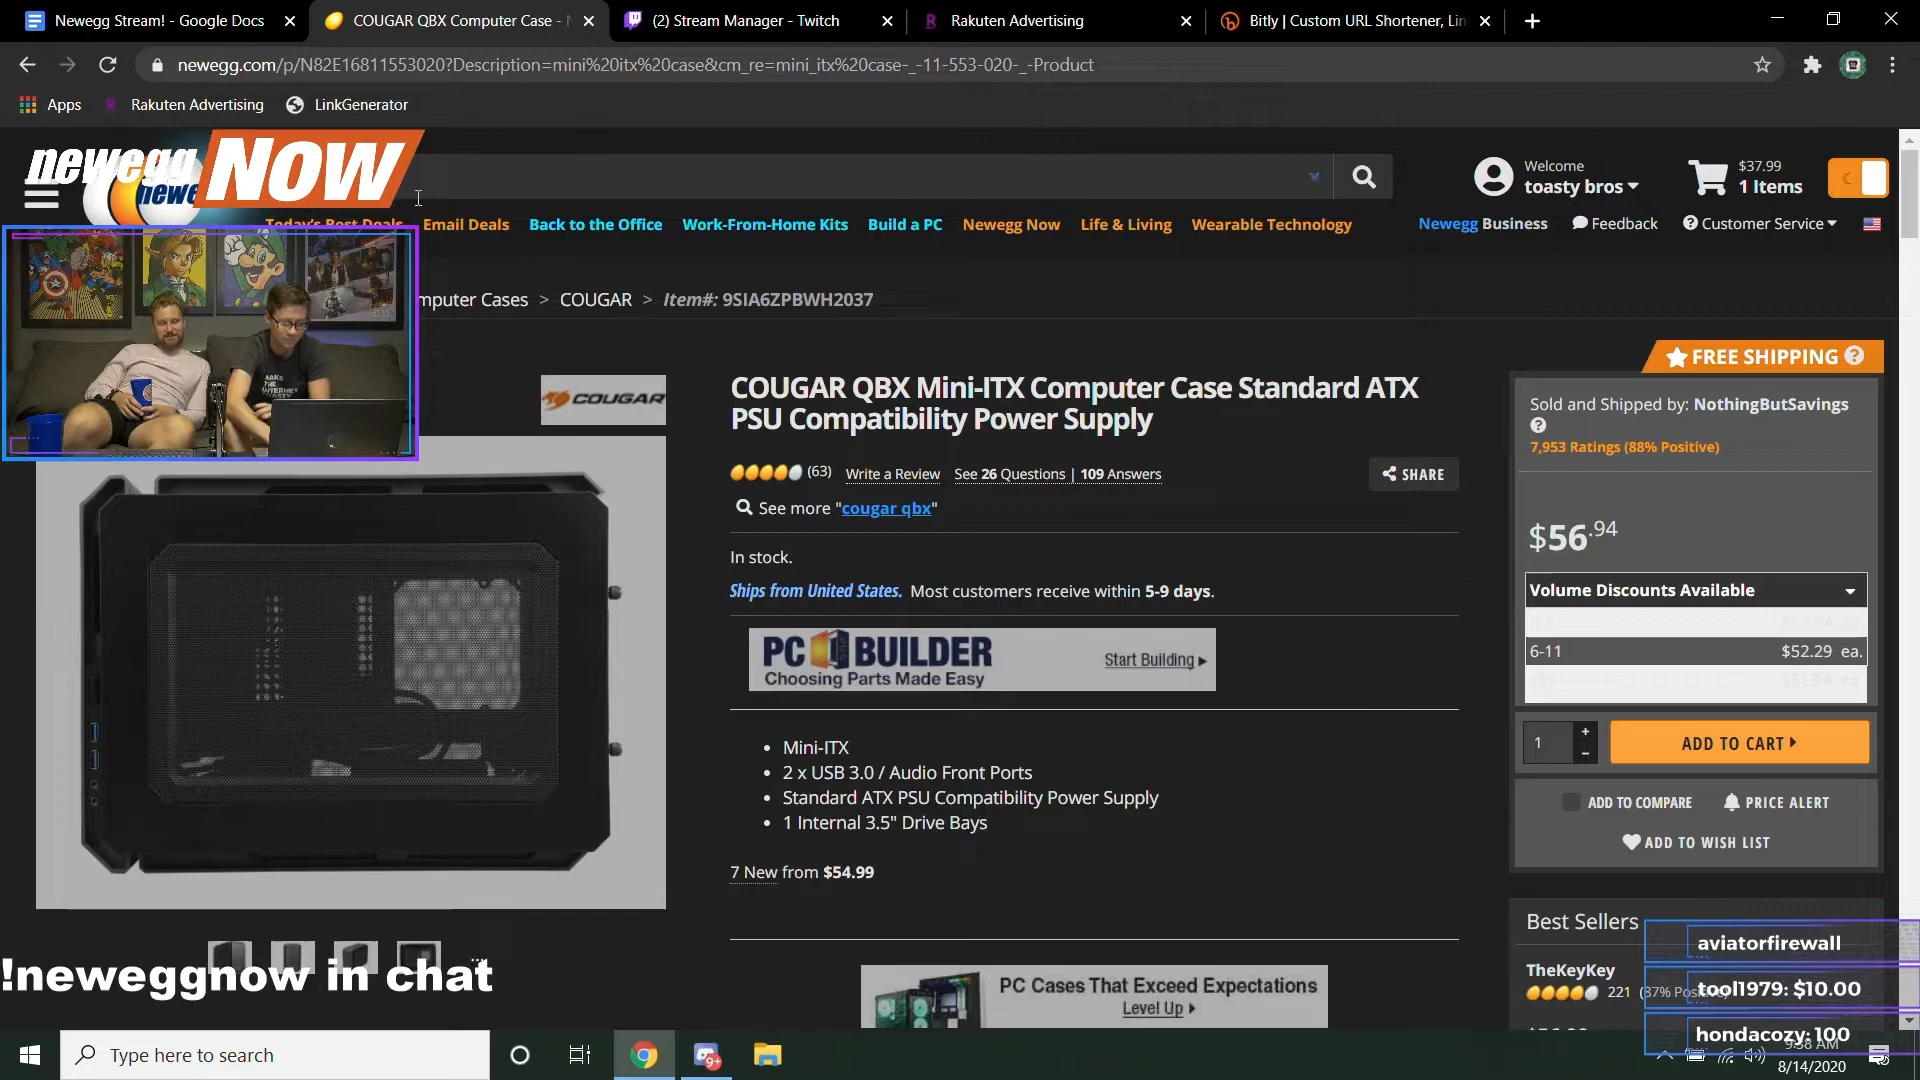 Newegg Stream! - Google Docs
COUGAR QBX Computer Case -
(2) Stream Manager - Twitch
Rakuten Advertising
Bitly | Custom URL Shortener, Lin
newegg.com/p/N82E16811553020?Description=mini%20itx%20case&cm_re=mini_itx%20case-_-11-553-020-_-Product
Apps
Rakuten Advertising
LinkGenerator
newegg NOW
newe
Welcome
toasty bros
$37.99
1 Items
Today's Best Deals
Email Deals
Back to the Office
Work-From-Home Kits
Build a PC
Newegg Now
Life & Living
Wearable Technology
Newegg Business
Feedback
Customer Service
mputer Cases > COUGAR > Item#: 9SIA6ZPBWH2037
FREE SHIPPING
COUGAR
COUGAR QBX Mini-ITX Computer Case Standard ATX
PSU Compatibility Power Supply
Sold and Shipped by: NothingButSavings
7,953 Ratings (88% Positive)
(63)
Write a Review
See 26 Questions | 109 Answers
SHARE
See more "cougar qbx"
$56.94
In stock.
Ships from United States. Most customers receive within 5-9 days.
Volume Discounts Available
6-11
$52.29 ea.
PC BUILDER
Choosing Parts Made Easy
Start Building
1
+
-
ADD TO CART
Mini-ITX
2 x USB 3.0 / Audio Front Ports
Standard ATX PSU Compatibility Power Supply
1 Internal 3.5" Drive Bays
ADD TO COMPARE
PRICE ALERT
ADD TO WISH LIST
7 New from $54.99
Best Sellers
aviatorfirewall
TheKeyKey
221
tool1979: $10.00
hondacozy: 100
!neweggnow in chat
PC Cases That Exceed Expectations
Level Up
Type here to search
9+
9:38 AM
8/14/2020